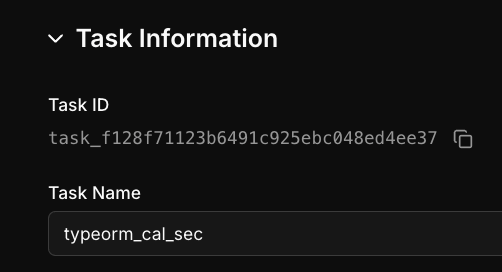 Task Information
Task ID
task_f128f71123b6491c925ebc048ed4ee37
Task Name
typeorm_cal_sec